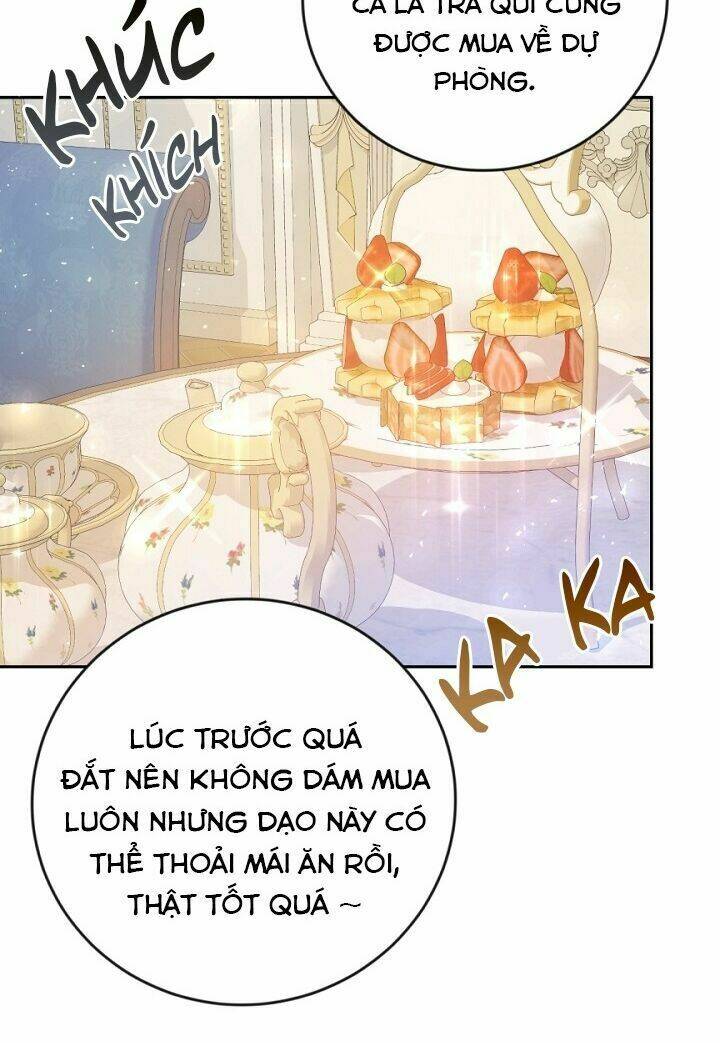 CẢ LÀ TRÀ QUÍ CŨNG
ĐƯỢC MUA VỀ DỰ
PHÒNG.
KHÚC
KHÍCH
KA KA
LÚC TRƯỚC QUÁ
ĐẮT NÊN KHÔNG DÁM MUA
LUÔN NHƯNG DẠO NÀY CÓ
THỂ THOẢI MÁI ĂN RỒI,
THẬT TỐT QUÁ ~